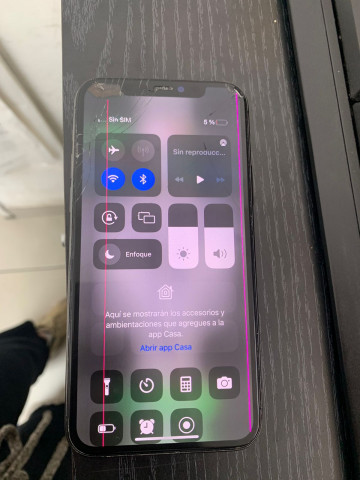 Sin SIM
8 %
Sin reproducc...
Enfoque
Aquí se mostrarán los accesorios y
ambientaciones que agregues a la
app Casa.
Abrir app Casa